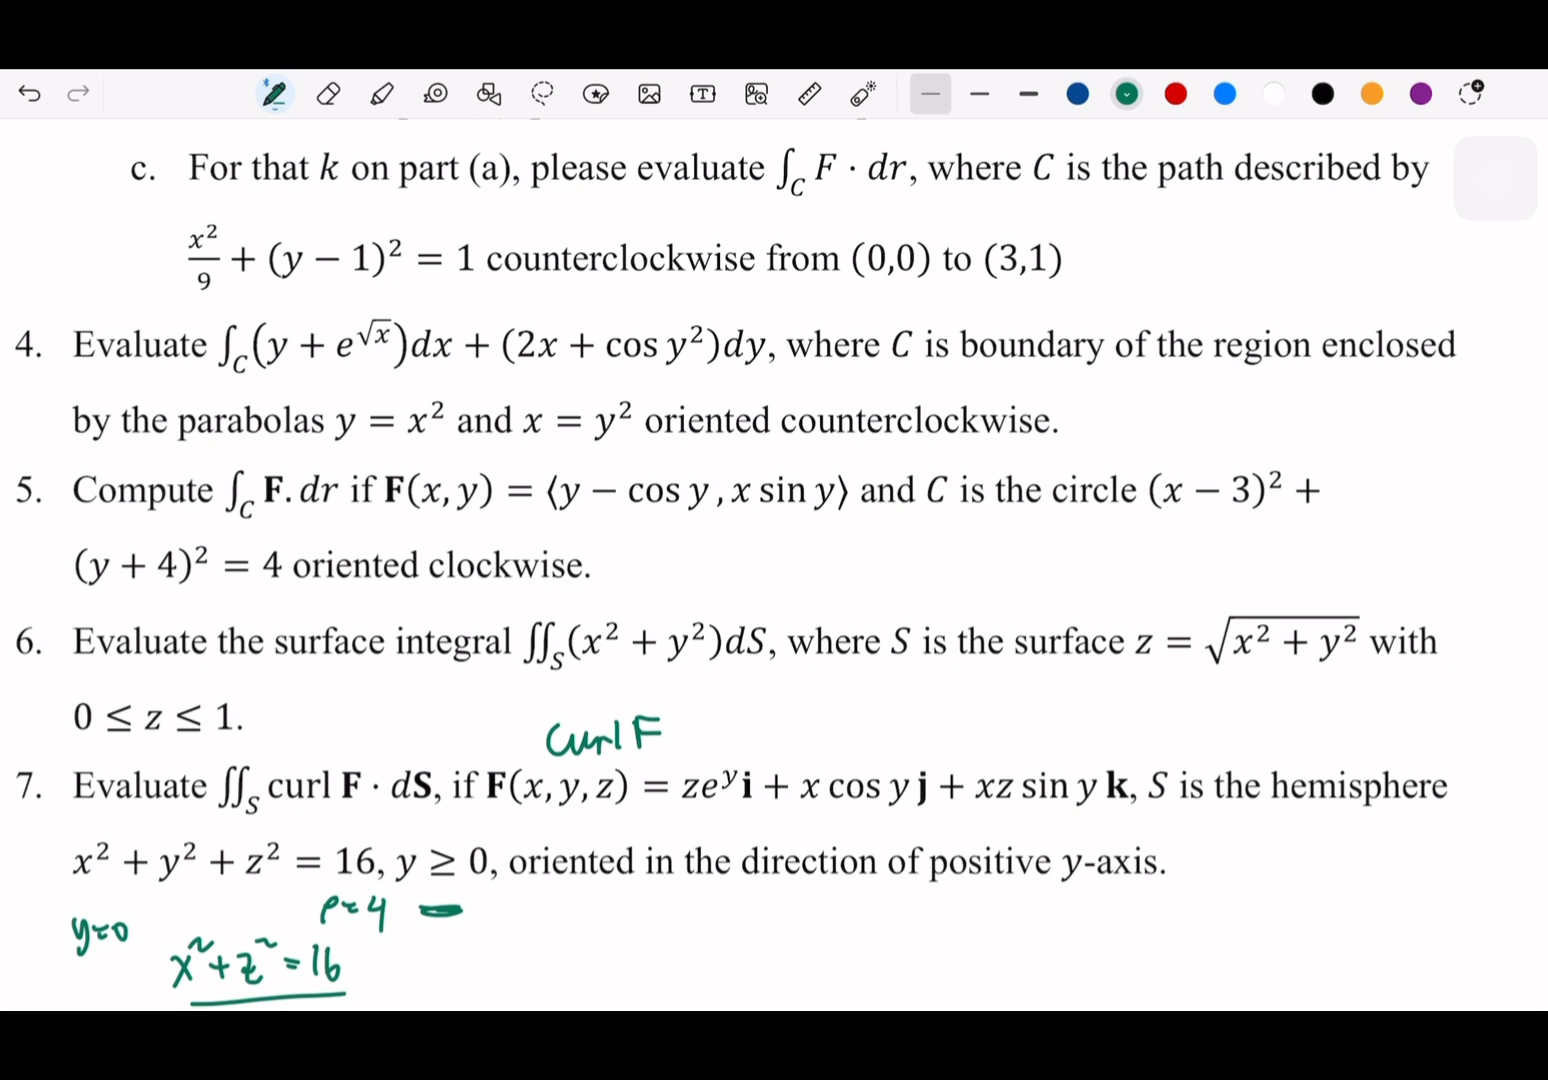 c. For that k on part (a), please evaluate ∫_C F · dr, where C is the path described by
x²/9 + (y − 1)² = 1 counterclockwise from (0,0) to (3,1)
4. Evaluate ∫_C (y + e^√x)dx + (2x + cos y²)dy, where C is boundary of the region enclosed
by the parabolas y = x² and x = y² oriented counterclockwise.
5. Compute ∫_C F. dr if F(x, y) = ⟨y − cos y , x sin y⟩ and C is the circle (x − 3)² +
(y + 4)² = 4 oriented clockwise.
6. Evaluate the surface integral ∬_S (x² + y²)dS, where S is the surface z = √(x² + y²) with
0 ≤ z ≤ 1.
Curl F
7. Evaluate ∬_S curl F · dS, if F(x, y, z) = ze^y i + x cos y j + xz sin y k, S is the hemisphere
x² + y² + z² = 16, y ≥ 0, oriented in the direction of positive y-axis.
ρ=4
y=0
x²+z²=16